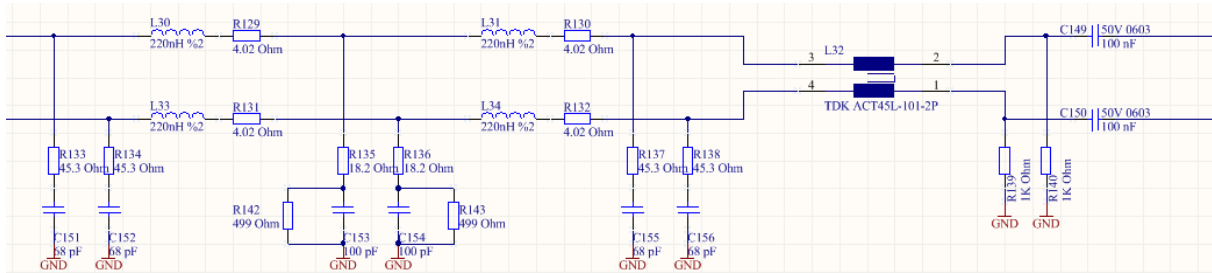 L30
220nH %2
R129
4.02 Ohm
L31
220nH %2
R130
4.02 Ohm
C149
50V 0603
100 nF
L32
3
2
4
1
TDK ACT45L-101-2P
L33
220nH %2
R131
4.02 Ohm
L34
220nH %2
R132
4.02 Ohm
C150
50V 0603
100 nF
R133
45.3 Ohm
R134
45.3 Ohm
R135
18.2 Ohm
R136
18.2 Ohm
R137
45.3 Ohm
R138
45.3 Ohm
R139
1K Ohm
R140
1K Ohm
R142
499 Ohm
R143
499 Ohm
C151
68 pF
C152
68 pF
C153
100 pF
C154
100 pF
C155
68 pF
C156
68 pF
GND
GND
GND
GND
GND
GND
GND
GND